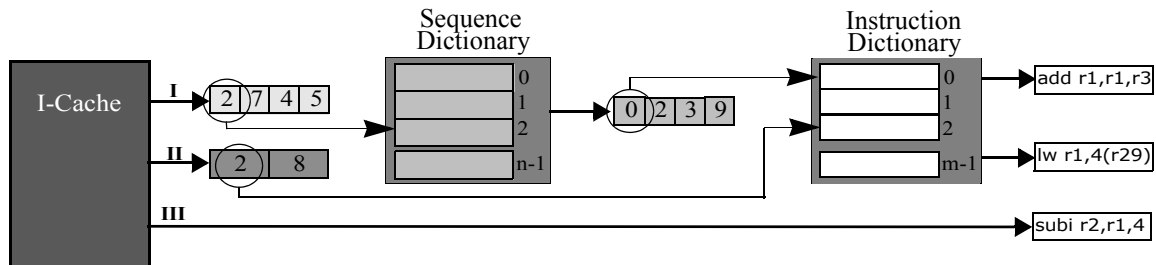 Sequence
Dictionary
Instruction
Dictionary
I-Cache
I
2 7 4 5
0
1
2
n-1
0 2 3 9
0
1
2
m-1
add r1,r1,r3
II
2 8
lw r1,4(r29)
III
subi r2,r1,4